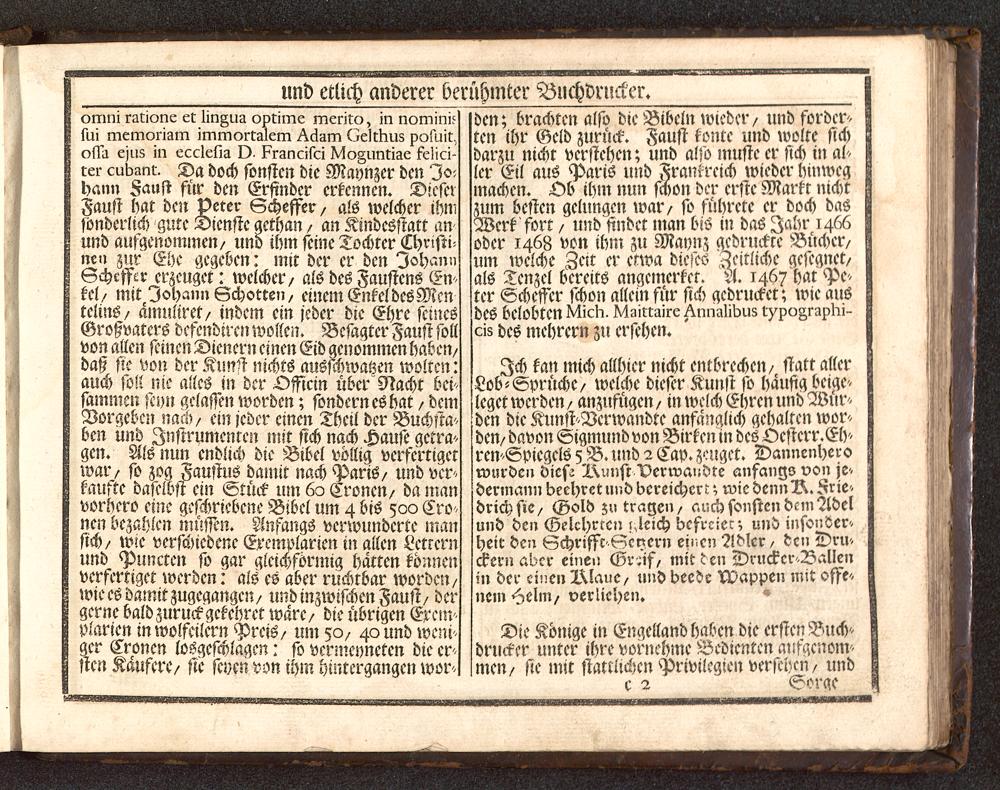 und etlich anderer berühmter Buchdrucker.
omni ratione et lingua optime merito, in nominis
sui memoriam immortalem Adam Gelthus posuit,
ossa ejus in ecclesia D. Francisci Moguntiae felici-
ter cubant. Da doch sonsten die Maynzer den Jo-
hann Faust für den Erfinder erkennen. Dieser
Faust hat den Peter Scheffer, als welcher ihm
sonderlich gute Dienste gethan, an Kindesstatt an-
und aufgenommen, und ihm seine Tochter Christi-
nen zur Ehe gegeben: mit der er den Johann
Scheffer erzeuget: welcher, als des Faustens En-
kel, mit Johann Schotten, einem Enkel des Men-
telins, ämuliret, indem ein jeder die Ehre seines
Großvaters defendiren wollen. Besagter Faust soll
von allen seinen Dienern einen Eid genommen haben,
daß sie von der Kunst nichts ausschwatzen wolten:
auch soll nie alles in der Officin über Nacht bei-
sammen seyn gelassen worden; sondern es hat, dem
Vorgeben nach, ein jeder einen Theil der Buchsta-
ben und Instrumenten mit sich nach Hause getra-
gen. Als nun endlich die Bibel völlig verfertiget
war, so zog Faustus damit nach Paris, und ver-
kaufte daselbst ein Stück um 60 Cronen, da man
vorhero eine geschriebene Bibel um 4 bis 500 Cro-
nen bezahlen müssen. Anfangs verwunderte man
sich, wie verschiedene Exemplarien in allen Lettern
und Puncten so gar gleichförmig hätten können
verfertiget werden: als es aber ruchtbar worden,
wie es damit zugegangen, und inzwischen Faust, der
gerne bald zuruck gekehret wäre, die übrigen Exem-
plarien in wolfeilern Preis, um 50, 40 und weni-
ger Cronen losgeschlagen: so vermeyneten die er-
sten Käufere, sie seyen von ihm hintergangen wor-
den; brachten also die Bibeln wieder, und forder-
ten ihr Geld zurück. Faust konte und wolte sich
darzu nicht verstehen; und also muste er sich in al-
ler Eil aus Paris und Frankreich wieder hinweg
machen. Ob ihm nun schon der erste Markt nicht
zum besten gelungen war, so führete er doch das
Werk fort, und findet man bis in das Jahr 1466
oder 1468 von ihm zu Maynz gedruckte Bücher,
um welche Zeit er etwa dieses Zeitliche gesegnet,
als Tenzel bereits angemerket. A. 1467 hat Pe-
ter Scheffer schon allein für sich gedrucket; wie aus
des belobten Mich. Maittaire Annalibus typographi-
cis des mehrern zu ersehen.
Ich kan mich allhier nicht entbrechen, statt aller
Lob-Sprüche, welche dieser Kunst so häufig beige-
leget werden, anzufügen, in welch Ehren und Wür-
den die Kunst-Verwandte anfänglich gehalten wor-
den, davon Sigmund von Birken in des Oesterr. Eh-
ren-Spiegels 5 B. und 2 Cap. zeuget. Dannenhero
wurden diese Kunst-Verwandte anfangs von je-
dermann beehret und bereichert; wie denn K. Frie-
drich sie, Gold zu tragen, auch sonsten dem Adel
und den Gelehrten gleich befreiet; und insonder-
heit den Schrifft-Setzern einen Adler, den Dru-
ckern aber einen Greif, mit den Drucker-Ballen
in der einen Klaue, und beede Wappen mit offe-
nem Helm, verliehen.
Die Könige in Engelland haben die ersten Buch-
drucker unter ihre vornehme Bedienten aufgenom-
men, sie mit stattlichen Privilegien versehen, und
c 2 Sorge